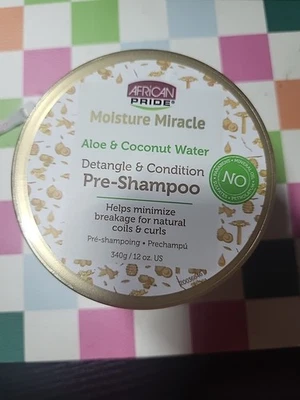 AFRICAN
PRIDE®
Moisture Miracle
Aloe & Coconut Water
Detangle & Condition
Pre-Shampoo
NO
Helps minimize
breakage for natural
coils & curls
Pré-shampoing • Prechampú
340g / 12 oz. US